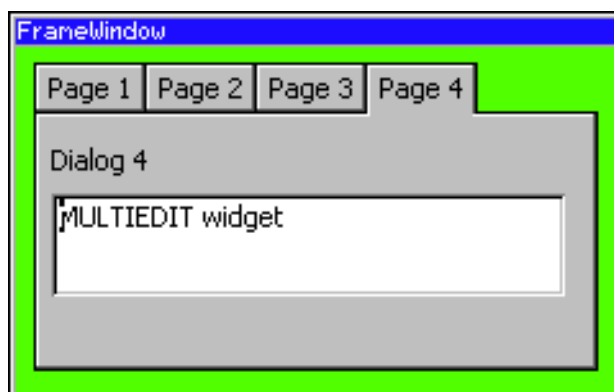 FrameWindow
Page 1 Page 2 Page 3 Page 4
Dialog 4
MULTIEDIT widget